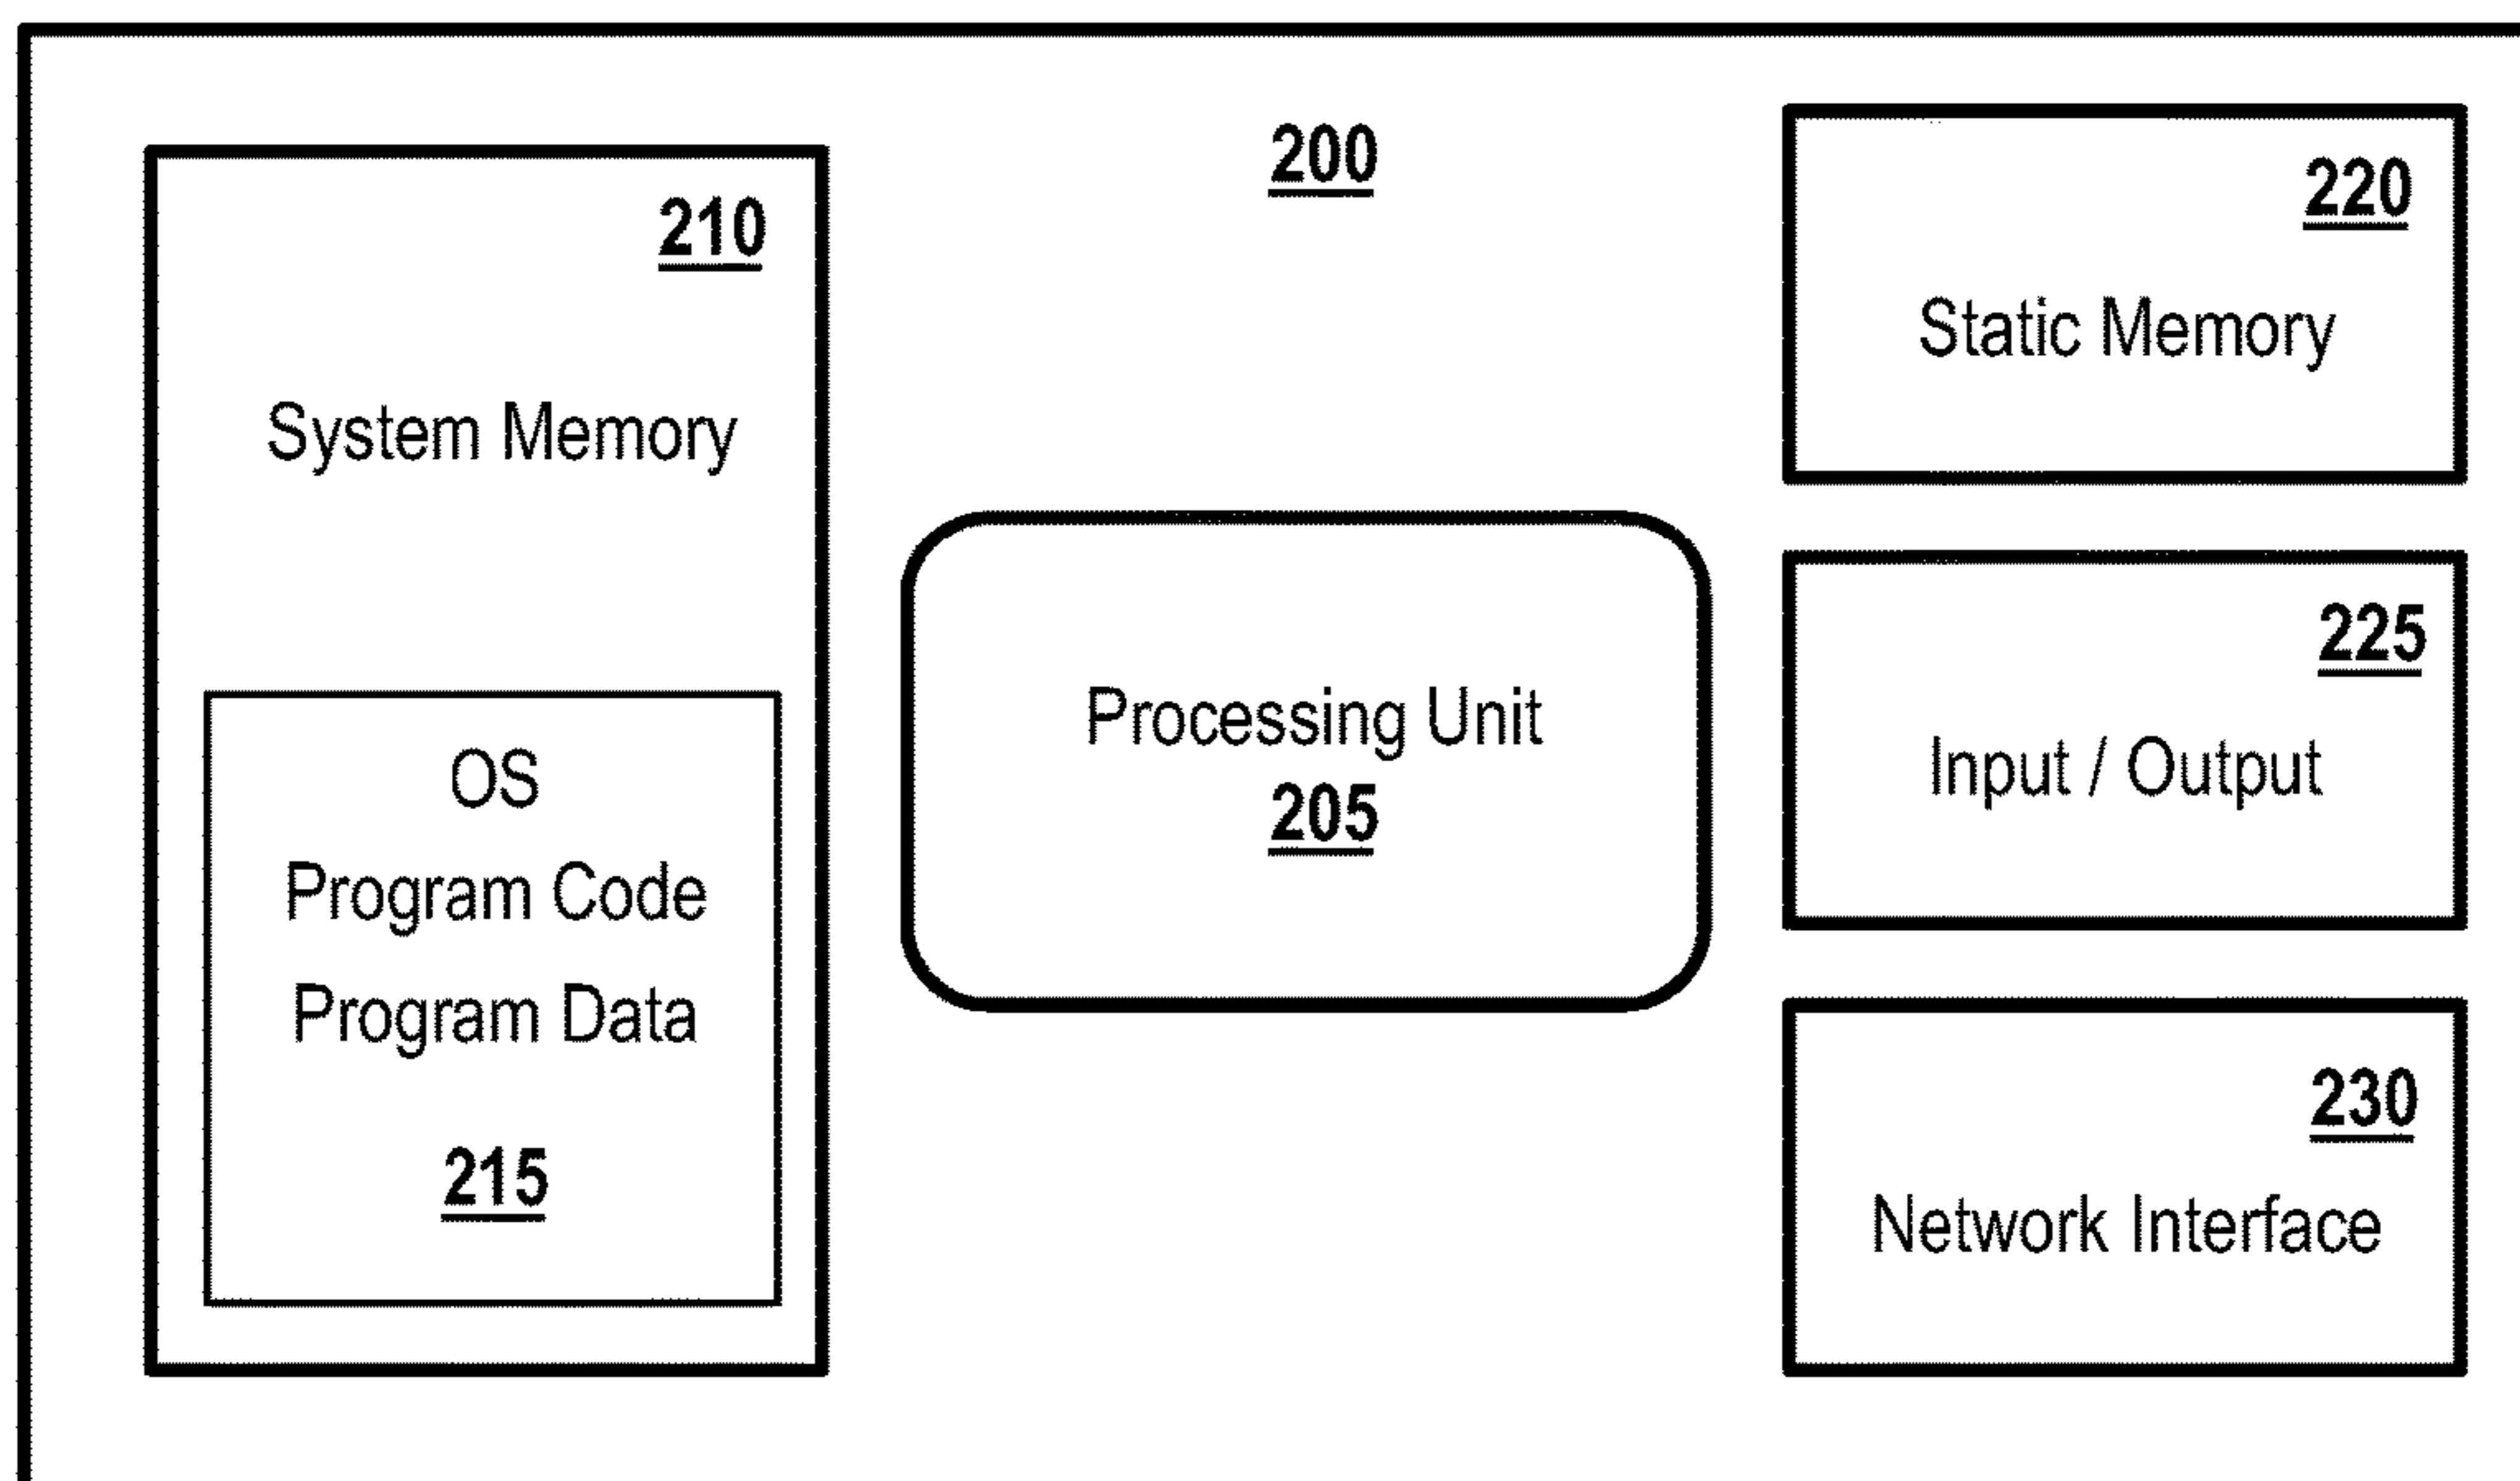 200
210
System Memory
OS
Program Code
Program Data
215
Processing Unit
205
220
Static Memory
225
Input / Output
230
Network Interface